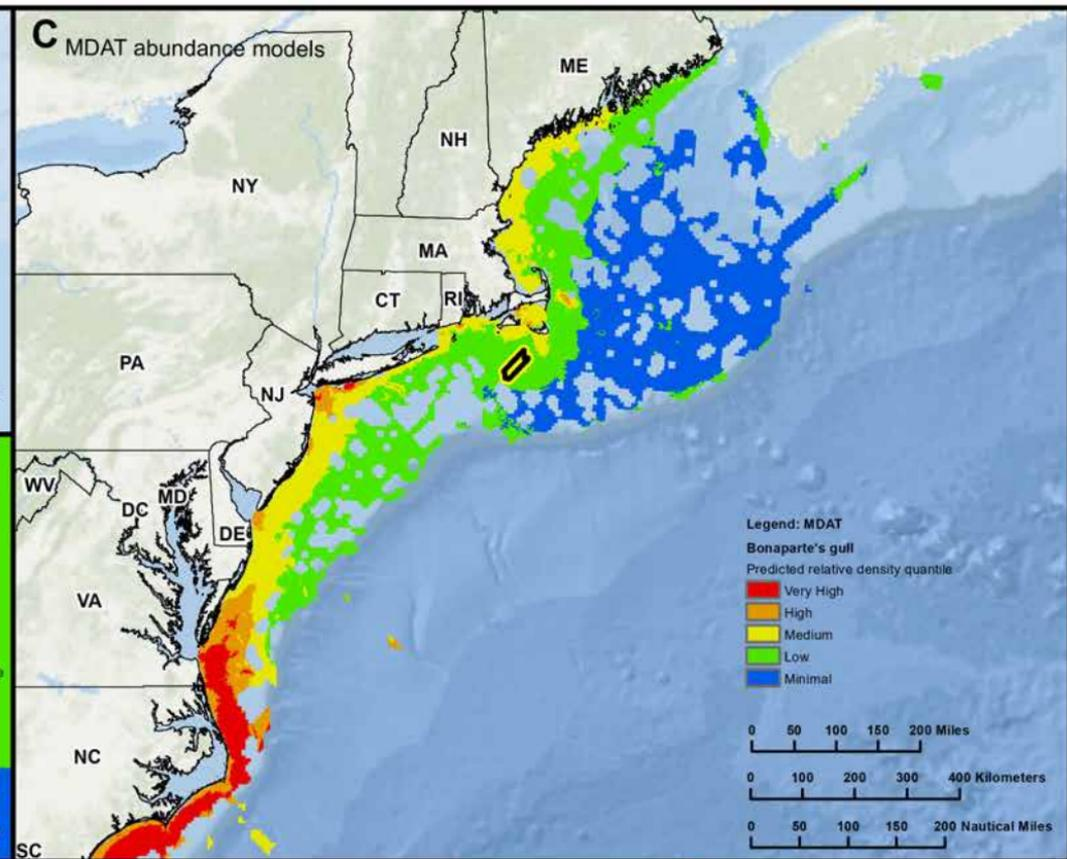 C MDAT abundance models
ME
NH
NY
MA
CT RI
PA
NJ
WV
MD
DC
DE
VA
NC
SC
e
Legend: MDAT
Bonaparte's gull
Predicted relative density quantile
Very High
High
Medium
Low
Minimal
0 50 100 150 200 Miles
0 100 200 300 400 Kilometers
0 50 100 150 200 Nautical Miles